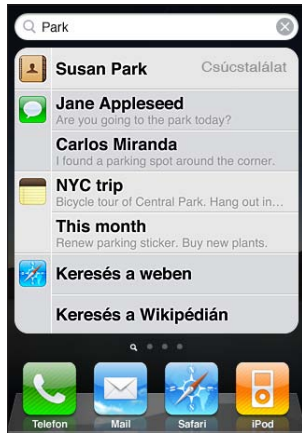 Park
Susan Park Csúcstalálat
Jane Appleseed
Are you going to the park today?
Carlos Miranda
I found a parking spot around the corner.
NYC trip
Bicycle tour of Central Park. Hang out in…
This month
Renew parking sticker. Buy new plants.
Keresés a weben
Keresés a Wikipédián
Telefon Mail Safari iPod